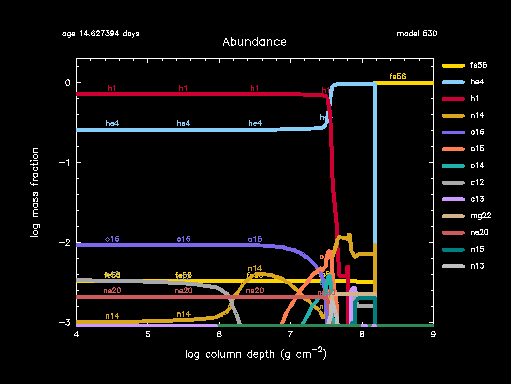 age 14.627394 days
model 630
Abundance
fe56
0
h1 h1 h1
he4 he4 he4
−1
log mass fraction
−2
o16 o16 o16
n14
fe56 fe56
ne20 ne20 ne20
n14 n14
−3
4 5 6 7 8 9
log column depth (g cm−2)
fe56
he4
h1
n14
o16
o15
o14
c12
c13
mg22
ne20
n15
n13